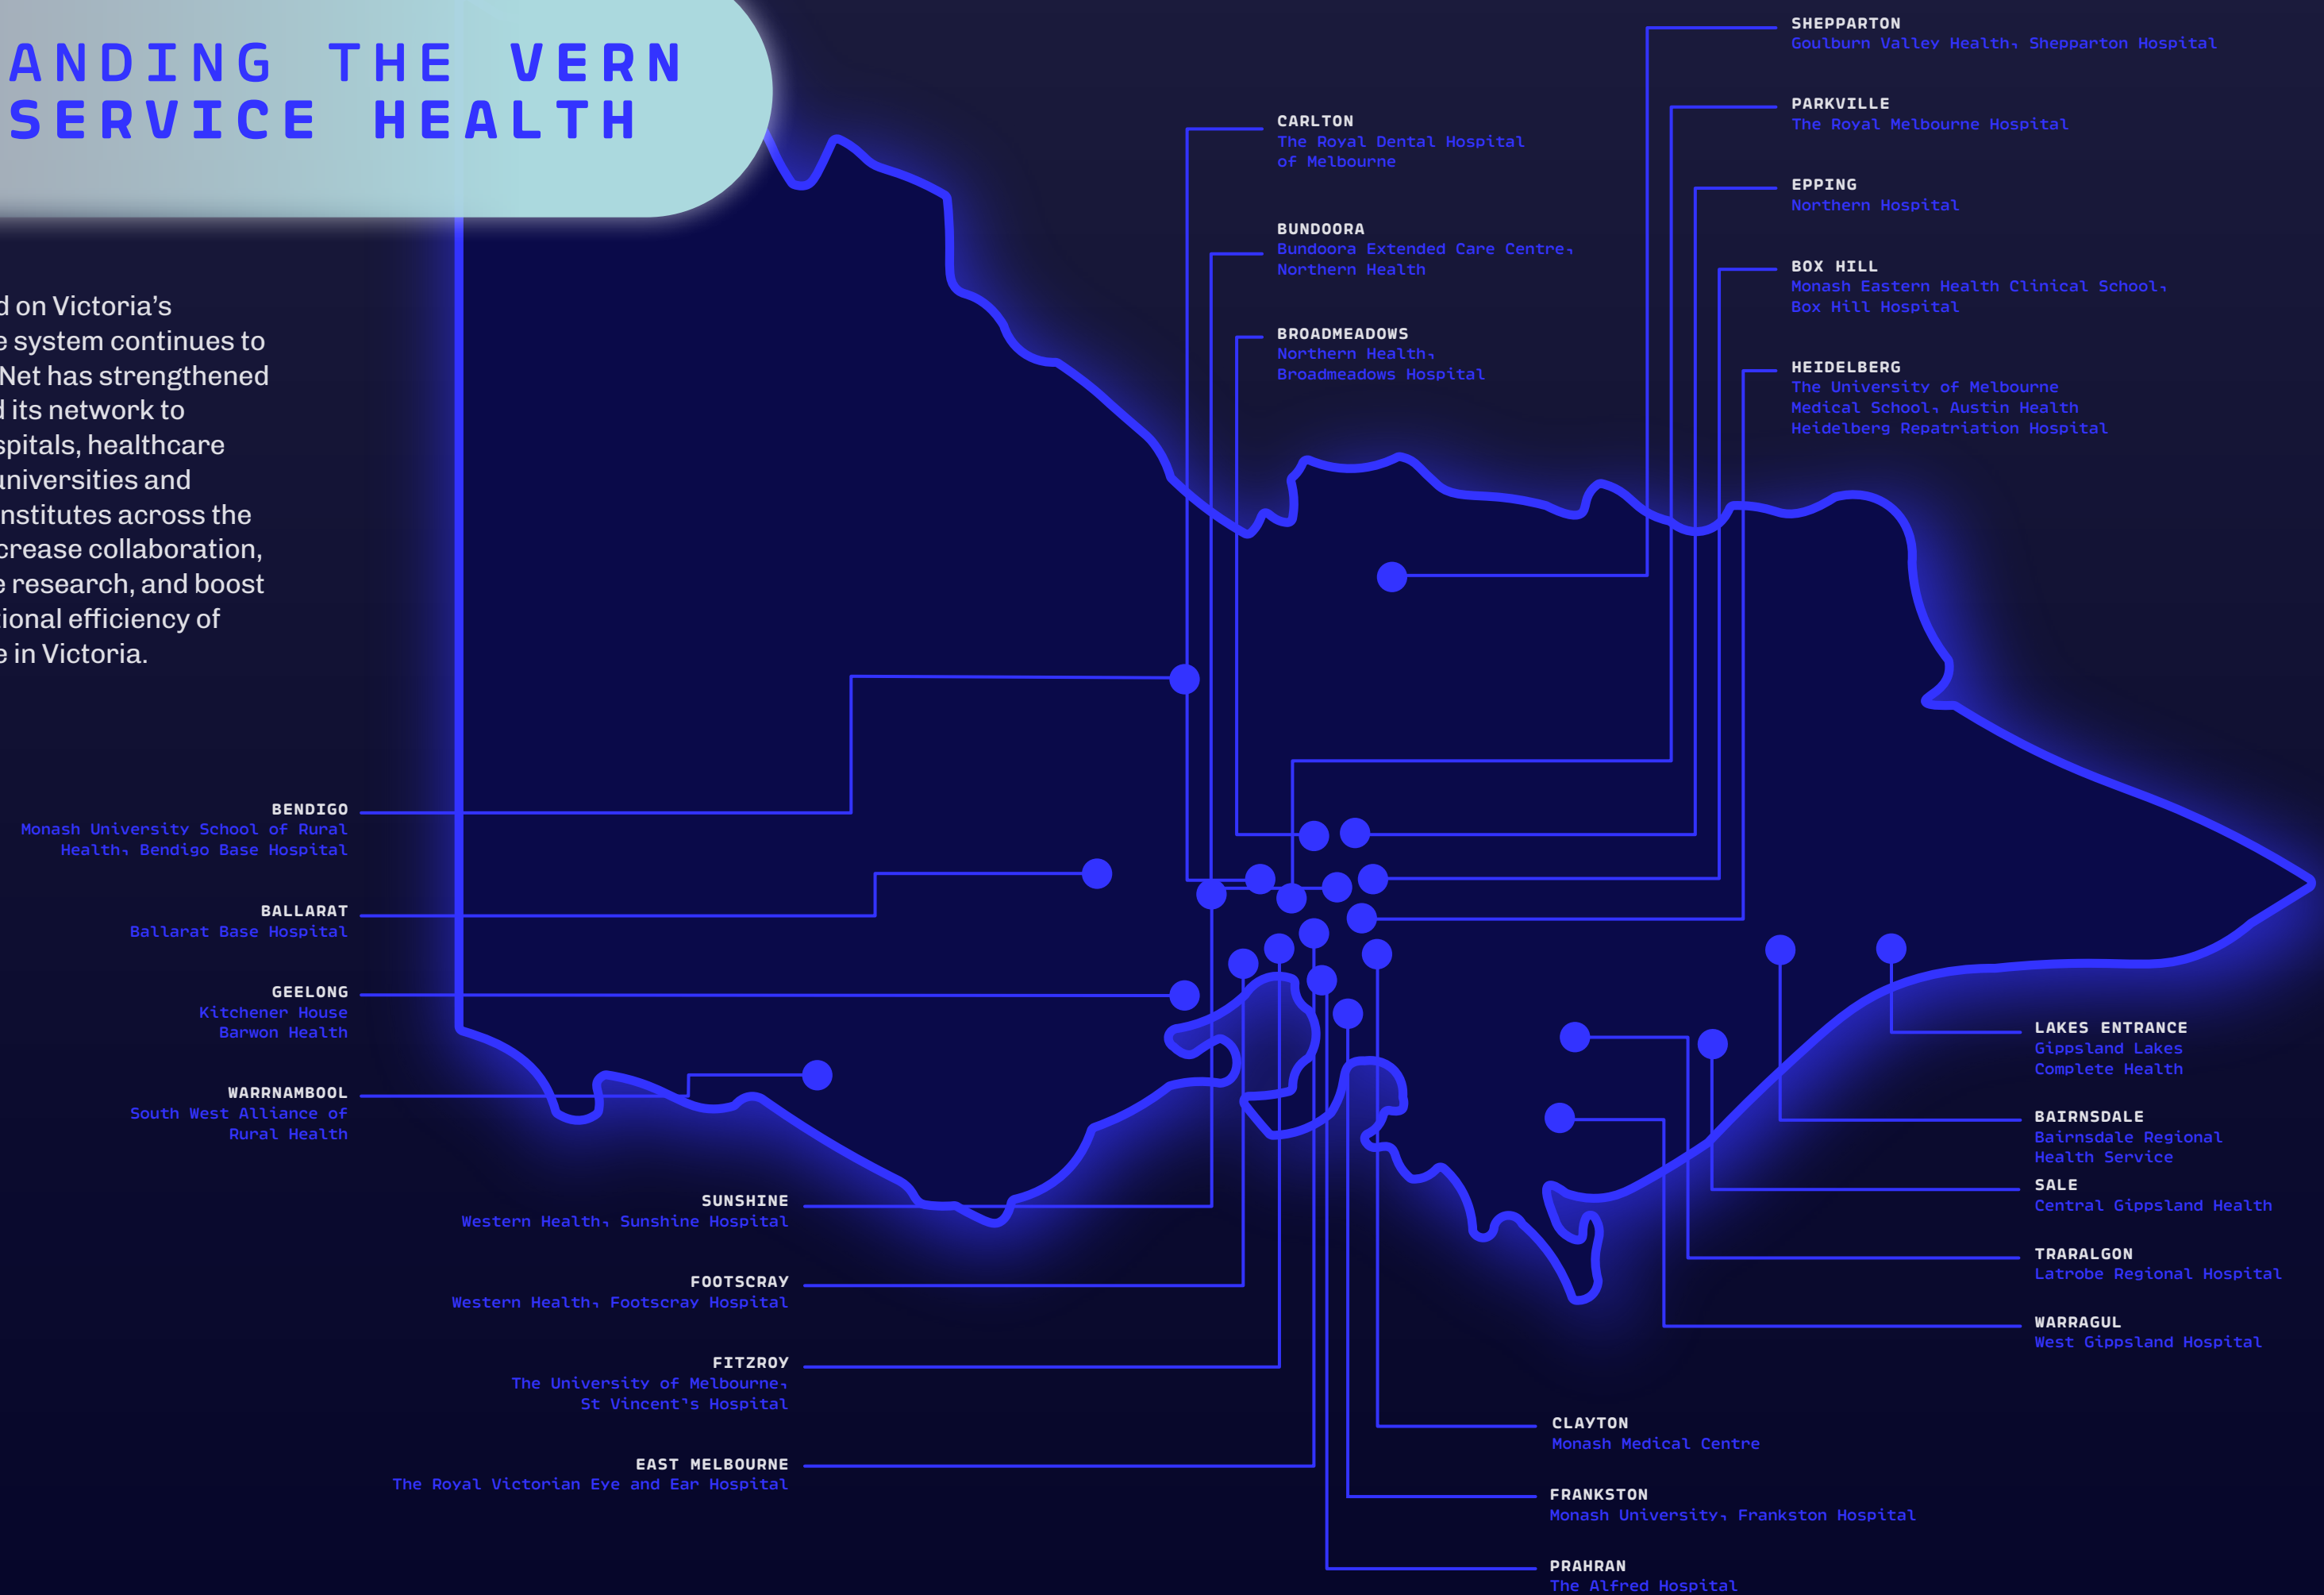 ANDING THE VERN
SERVICE HEALTH
d on Victoria's
e system continues to
Net has strengthened
d its network to
spitals, healthcare
universities and
nstitutes across the
crease collaboration,
e research, and boost
tional efficiency of
e in Victoria.
CARLTON
The Royal Dental Hospital
of Melbourne
BUNDOORA
Bundoora Extended Care Centre,
Northern Health
BROADMEADOWS
Northern Health,
Broadmeadows Hospital
SHEPPARTON
Goulburn Valley Health, Shepparton Hospital
PARKVILLE
The Royal Melbourne Hospital
EPPING
Northern Hospital
BOX HILL
Monash Eastern Health Clinical School,
Box Hill Hospital
HEIDELBERG
The University of Melbourne
Medical School, Austin Health
Heidelberg Repatriation Hospital
BENDIGO
Monash University School of Rural
Health, Bendigo Base Hospital
BALLARAT
Ballarat Base Hospital
GEELONG
Kitchener House
Barwon Health
WARRNAMBOOL
South West Alliance of
Rural Health
SUNSHINE
Western Health, Sunshine Hospital
FOOTSCRAY
Western Health, Footscray Hospital
FITZROY
The University of Melbourne,
St Vincent's Hospital
EAST MELBOURNE
The Royal Victorian Eye and Ear Hospital
LAKES ENTRANCE
Gippsland Lakes
Complete Health
BAIRNSDALE
Bairnsdale Regional
Health Service
SALE
Central Gippsland Health
TRARALGON
Latrobe Regional Hospital
WARRAGUL
West Gippsland Hospital
CLAYTON
Monash Medical Centre
FRANKSTON
Monash University, Frankston Hospital
PRAHRAN
The Alfred Hospital